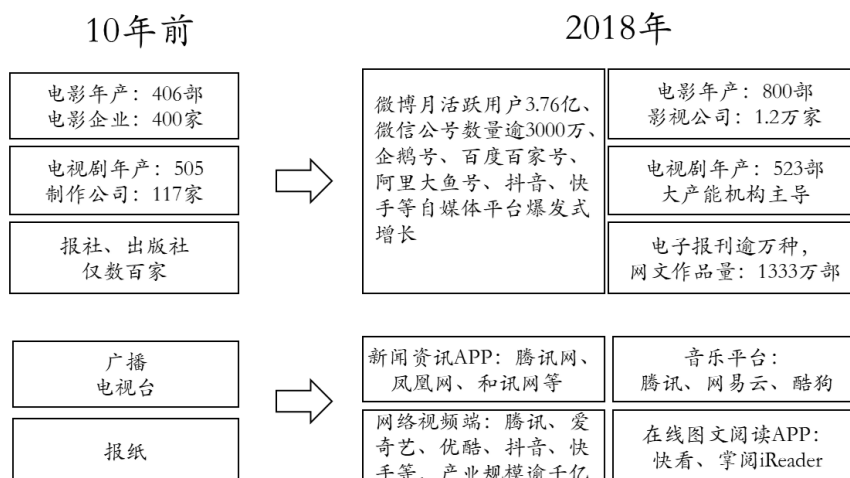 10年前
2018年
电影年产：406部
电影企业：400家
电视剧年产：505
制作公司：117家
报社、出版社
仅数百家
微博月活跃用户3.76亿、
微信公号数量逾3000万、
企鹅号、百度百家号、
阿里大鱼号、抖音、快
手等自媒体平台爆发式
增长
电影年产：800部
影视公司：1.2万家
电视剧年产：523部
大产能机构主导
电子报刊逾万种，
网文作品量：1333万部
广播
电视台
报纸
新闻资讯APP：腾讯网、
凤凰网、和讯网等
音乐平台：
腾讯、网易云、酷狗
网络视频端：腾讯、爱
奇艺、优酷、抖音、快
手等，产业规模逾千亿
在线图文阅读APP：
快看、掌阅iReader